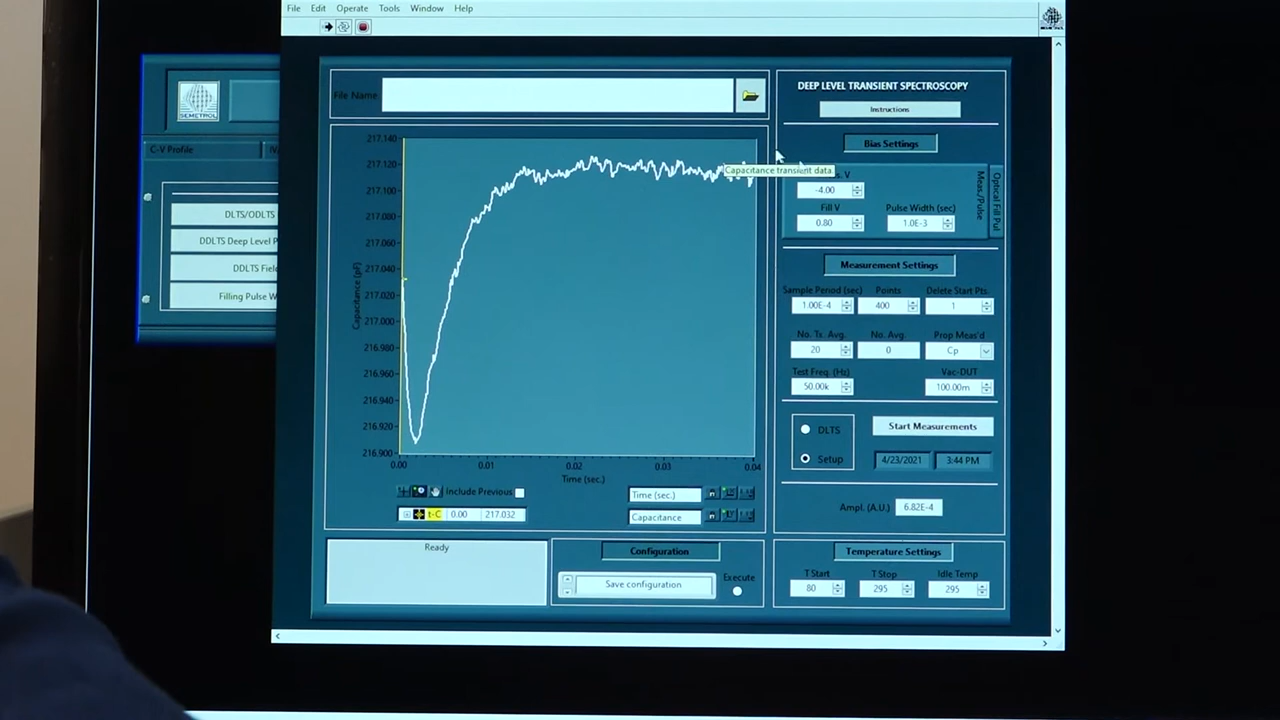 File Edit Operate Tools Window Help
SEMETROL
C-V Profile
DLTS/ODLTS
DDLTS Deep Level P
DDLTS Fiel
Filling Pulse W
File Name
DEEP LEVEL TRANSIENT SPECTROSCOPY
Instructions
Bias Settings
V
-4.00
Fill V
Pulse Width (sec)
0.80
1.0E-3
Meas./Pulse
Optical Fill Pul
Capacitance transient data
217.140
217.120
217.100
217.080
217.060
217.040
217.020
217.000
216.980
216.960
216.940
216.920
216.900
Capacitance (pF)
0.00 0.01 0.02 0.03 0.04
Time (sec.)
Measurement Settings
Sample Period (sec) Points Delete Start Pts.
1.00E-4 400 1
No. Ts. Avg. No. Avg. Prop Meas'd
20 0 Cp
Test Freq. (Hz) Vac-DUT
50.00k 100.00m
DLTS
Start Measurements
Setup
4/23/2021 3:44 PM
Include Previous
Time (sec.)
t-C 0.00 217.032
Capacitance
Ampl. (A.U.) 6.82E-4
Ready
Configuration
Save configuration
Execute
Temperature Settings
T Start T Stop Idle Temp
80 295 295